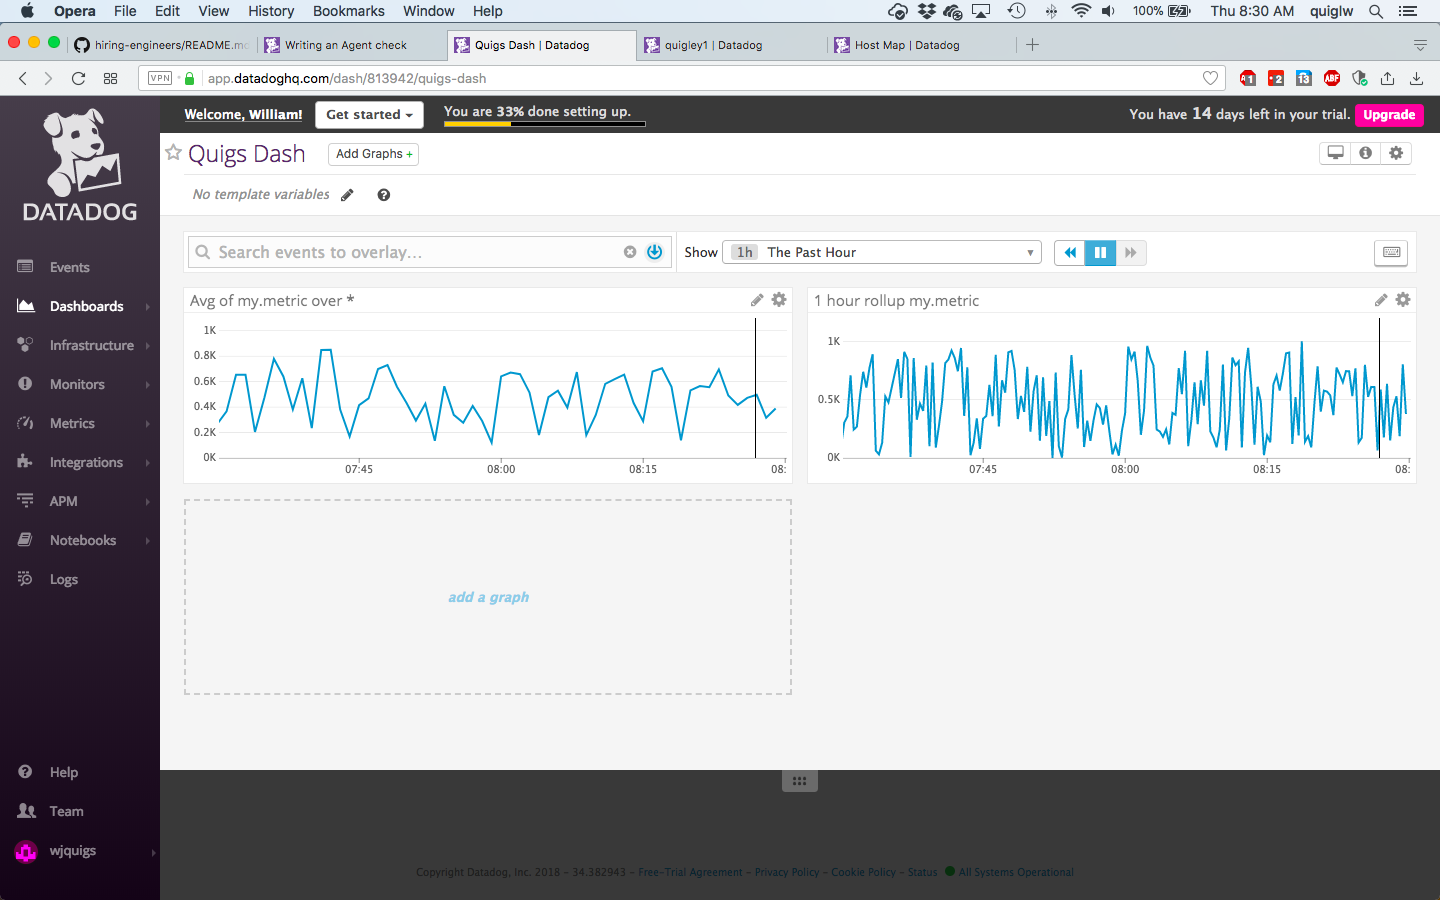 Opera File Edit View History Bookmarks Window Help 100% Thu 8:30 AM quiglw
hiring-engineers/README.m Writing an Agent check Quigs Dash | Datadog quigley1 | Datadog Host Map | Datadog
VPN app.datadoghq.com/dash/813942/quigs-dash 1 2 13 ABP
DATADOG
Events
Dashboards
Infrastructure
Monitors
Metrics
Integrations
APM
Notebooks
Logs
Help
Team
wjquigs
Welcome, William! Get started You are 33% done setting up. You have 14 days left in your trial. Upgrade
Quigs Dash Add Graphs +
No template variables
Search events to overlay... Show 1h The Past Hour
Avg of my.metric over *
1K
0.8K
0.6K
0.4K
0.2K
0K
07:45 08:00 08:15 08:
1 hour rollup my.metric
1K
0.5K
0K
07:45 08:00 08:15 08:
add a graph
Copyright Datadog, Inc. 2018 - 34.382943 - Free-Trial Agreement - Privacy Policy - Cookie Policy - Status All Systems Operational